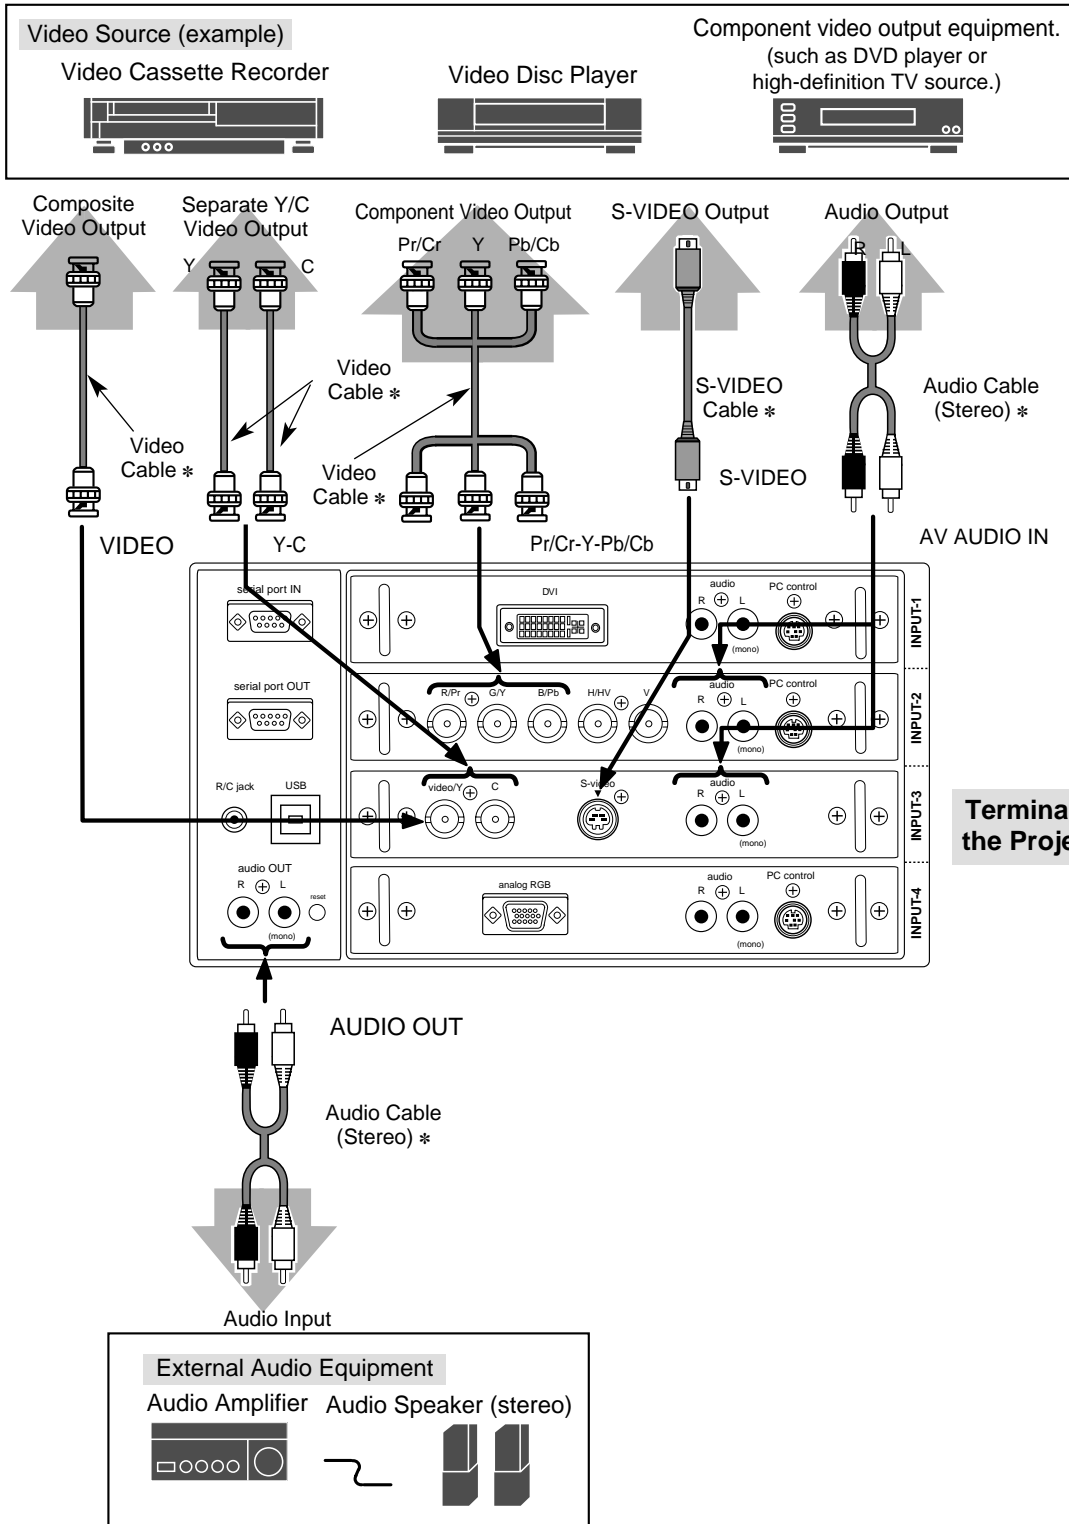 Video Source (example)
Video Cassette Recorder
Video Disc Player
Component video output equipment.
(such as DVD player or
high-definition TV source.)
Composite
Video Output
Separate Y/C
Video Output
Y
C
Component Video Output
Pr/Cr
Y
Pb/Cb
S-VIDEO Output
Audio Output
R
L
Video
Cable *
Video
Cable *
Video
Cable *
S-VIDEO
Cable *
Audio Cable
(Stereo) *
S-VIDEO
VIDEO
Y-C
Pr/Cr-Y-Pb/Cb
AV AUDIO IN
serial port IN
DVI
audio
R
L
(mono)
PC control
INPUT-1
serial port OUT
R/Pr
G/Y
B/Pb
H/HV
V
audio
R
L
(mono)
PC control
INPUT-2
R/C jack
USB
video/Y
C
S-video
audio
R
L
(mono)
INPUT-3
Termina
the Proje
audio OUT
R
L
(mono)
reset
analog RGB
audio
R
L
(mono)
PC control
INPUT-4
AUDIO OUT
Audio Cable
(Stereo) *
Audio Input
External Audio Equipment
Audio Amplifier
Audio Speaker (stereo)